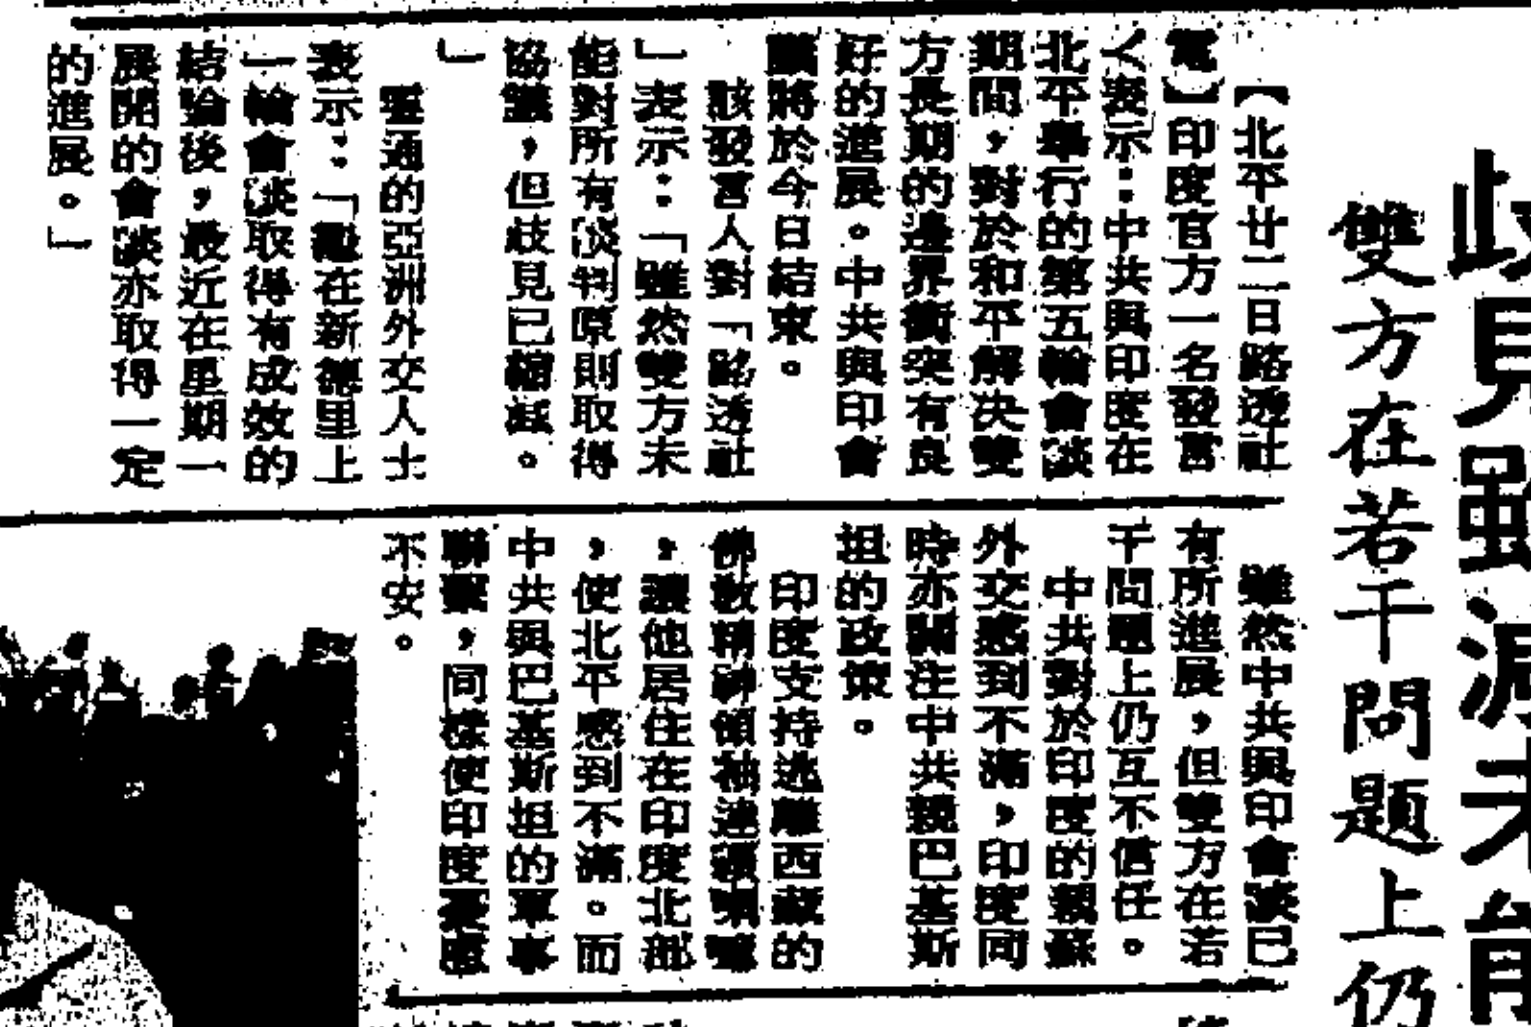 歧見雖減未能
雙方在若干問題上仍
【北平廿二日路透社
電】印度官方一名發言
人表示：中共與印度在
北平舉行的第五輪會談
期間，對於和平解決雙
方長期的邊界衝突有良
好的進展。中共與印會
議將於今日結束。
該發言人對「路透社
」表示：「雖然雙方未
能對所有談判原則取得
協議，但歧見已縮減。
」
靈通的亞洲外交人士
表示：「繼在新德里上
一輪會談取得有成效的
結論後，最近在星期一
展開的會談亦取得一定
的進展。」
雖然中共與印會談已
有所進展，但雙方在若
干問題上仍互不信任。
中共對於印度的親蘇
外交感到不滿，印度同
時亦關注中共親巴基斯
坦的政策。
印度支持逃離西藏的
佛教精神領袖達賴喇嘛
，讓他居住在印度北部
，使北平感到不滿。而
中共與巴基斯坦的軍事
聯繫，同樣使印度憂慮
不安。